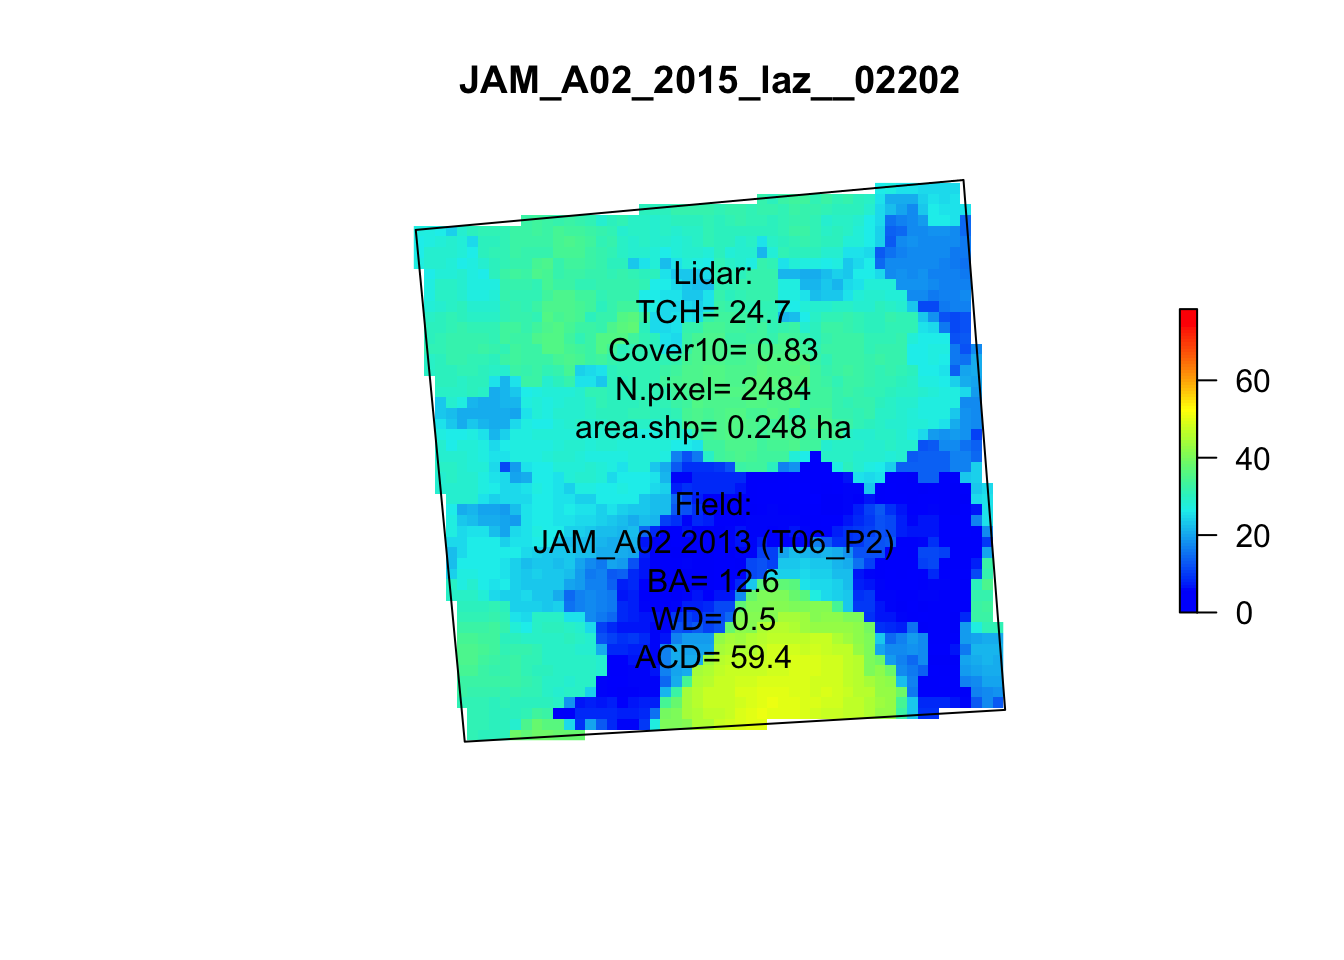 JAM_A02_2015_laz__02202
Lidar:
TCH= 24.7
Cover10= 0.83
N.pixel= 2484
area.shp= 0.248 ha
Field:
JAM_A02 2013 (T06_P2)
BA= 12.6
WD= 0.5
ACD= 59.4
60
40
20
0